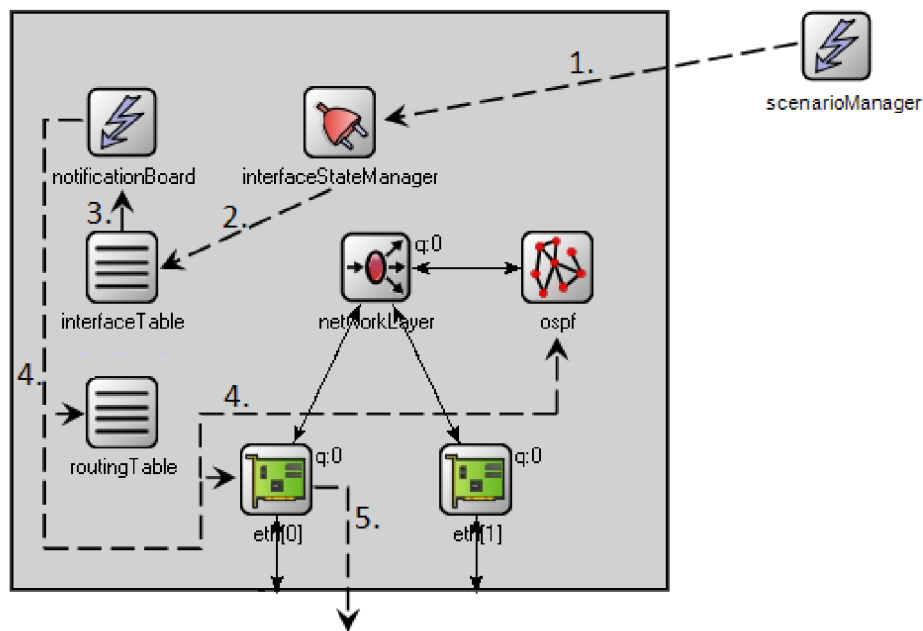 1.
scenarioManager
notificationBoard
interfaceStateManager
3.
2.
q:0
interfaceTable
networkLayer
ospf
4.
4.
routingTable
q:0
q:0
5.
eth[0]
eth[1]